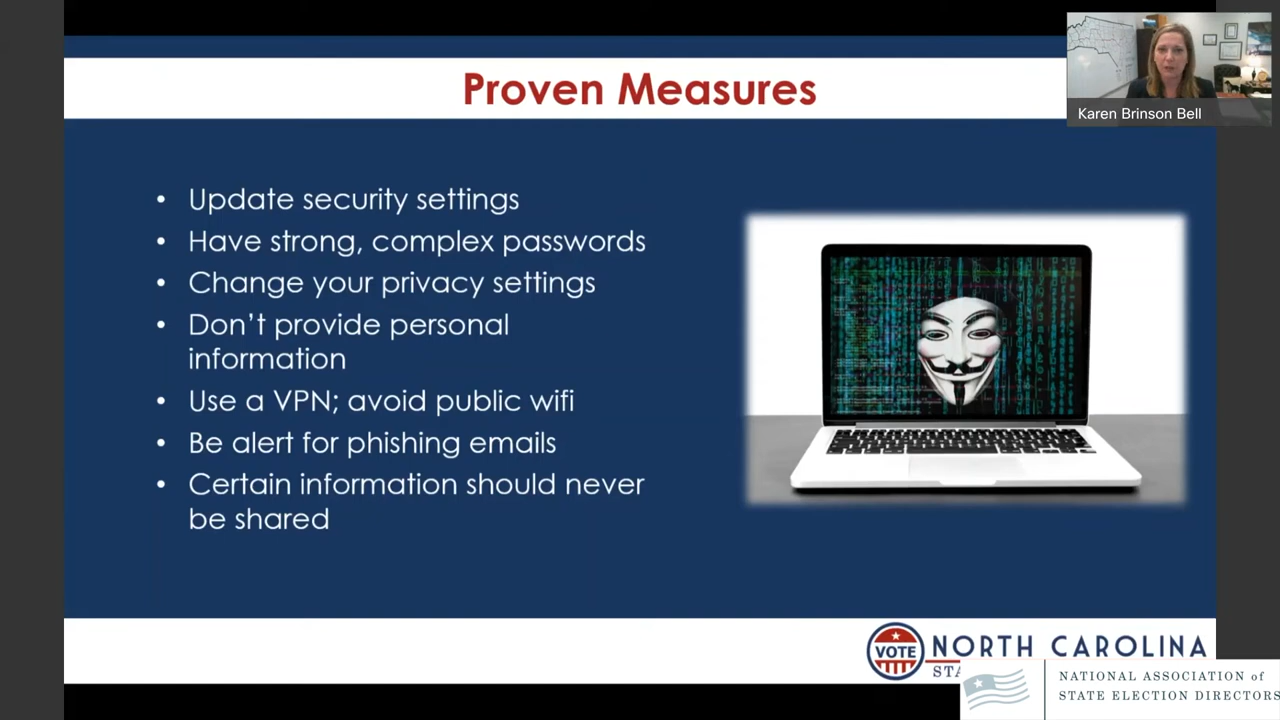 Proven Measures
Karen Brinson Bell
• Update security settings
• Have strong, complex passwords
• Change your privacy settings
• Don't provide personal
information
• Use a VPN; avoid public wifi
• Be alert for phishing emails
• Certain information should never
be shared
VOTE
NORTH CAROLINA
NATIONAL ASSOCIATION of
STATE ELECTION DIRECTORS